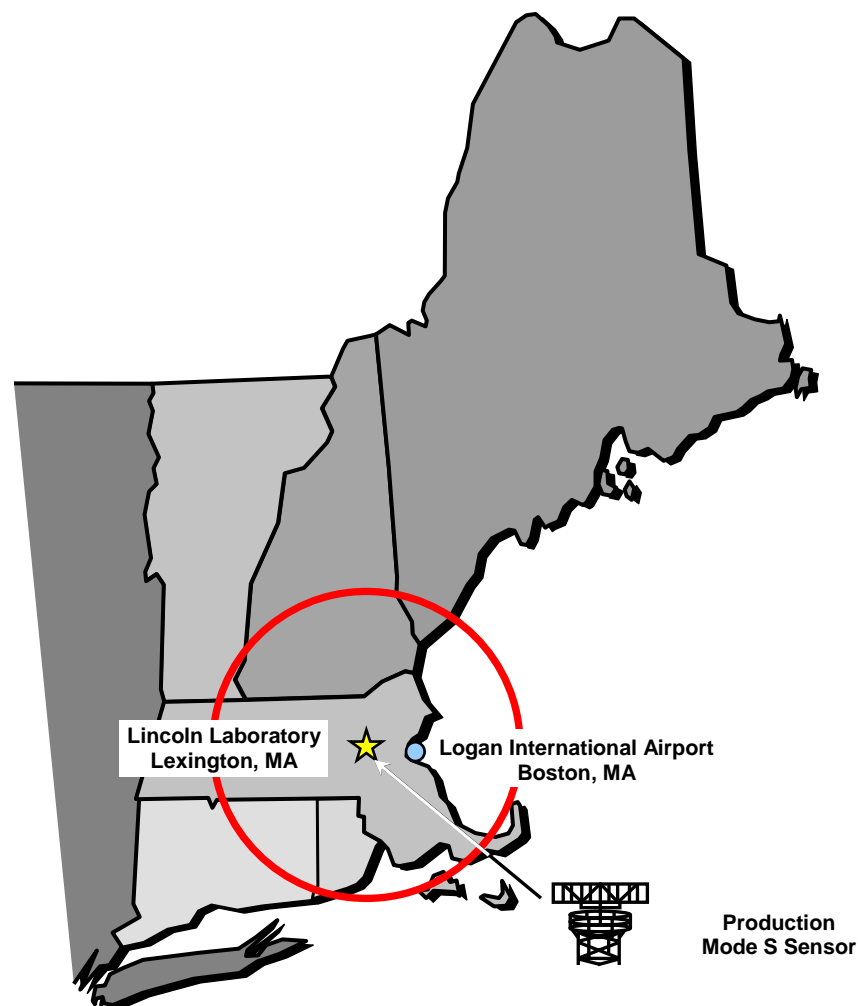 Lincoln Laboratory
Lexington, MA
Logan International Airport
Boston, MA
Production
Mode S Sensor